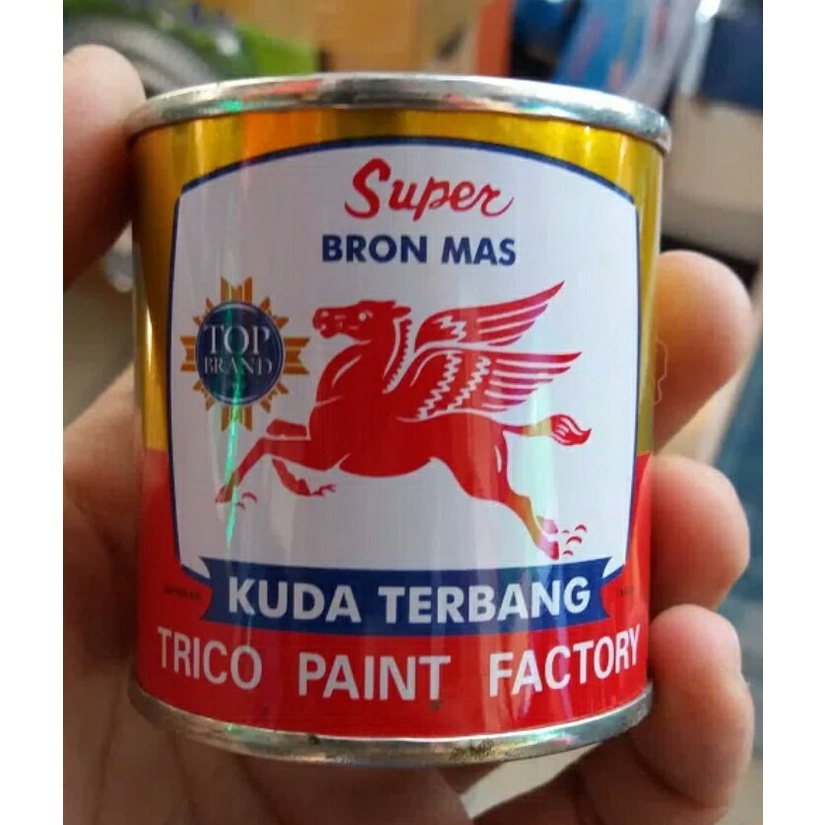 Super
BRON MAS
TOP
BRAND
KUDA TERBANG
TRICO PAINT FACTORY